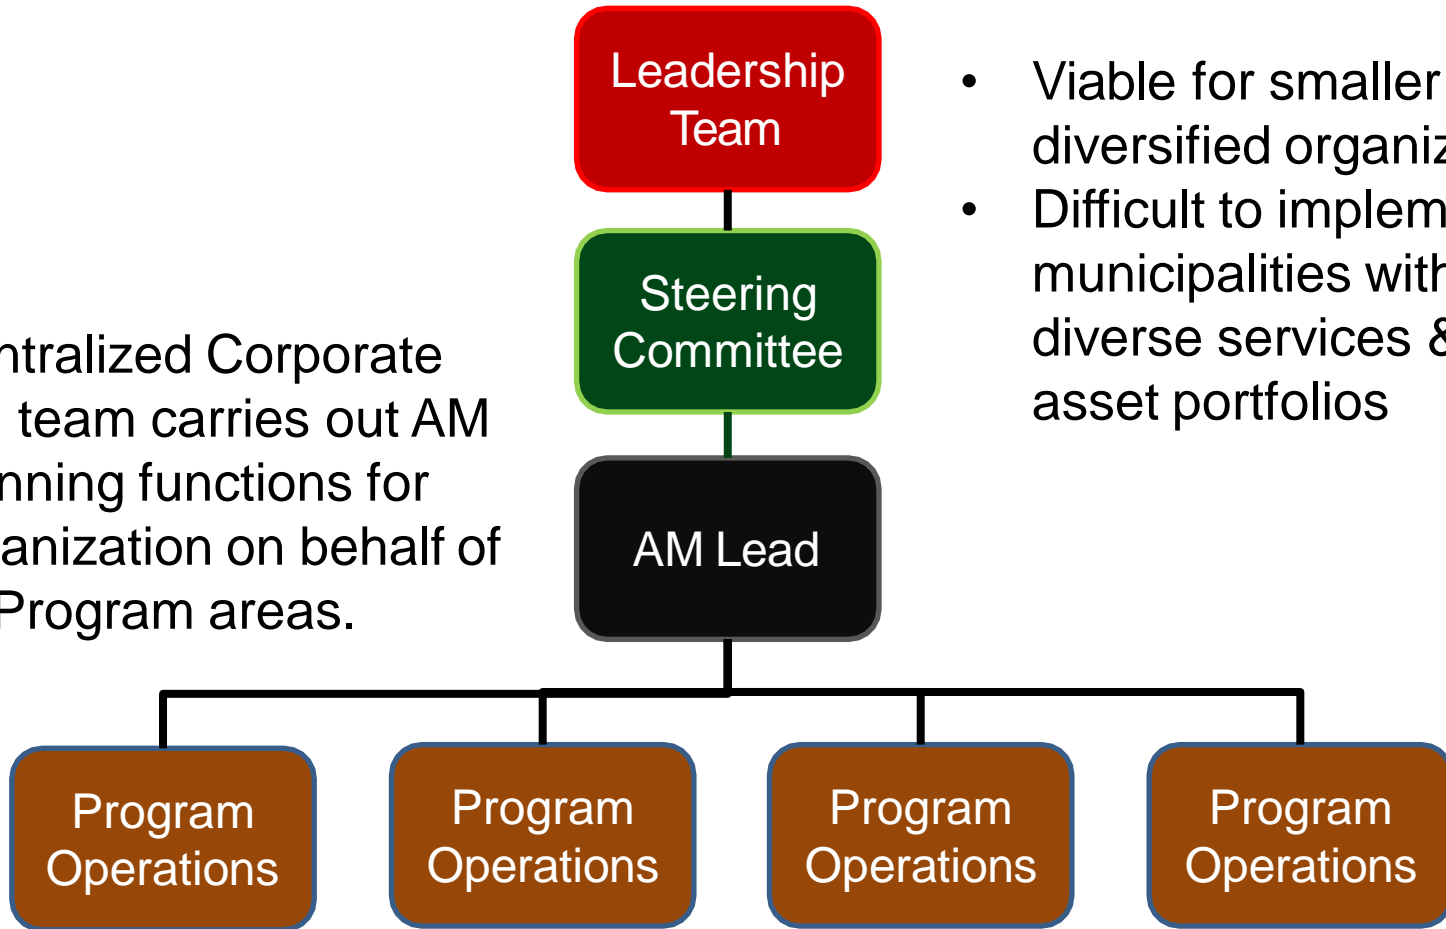 Leadership
Team
• Viable for smaller
diversified organiz
• Difficult to implem
municipalities with
diverse services &
asset portfolios
Steering
Committee
ntralized Corporate
team carries out AM
nning functions for
anization on behalf of
Program areas.
AM Lead
Program
Operations
Program
Operations
Program
Operations
Program
Operations